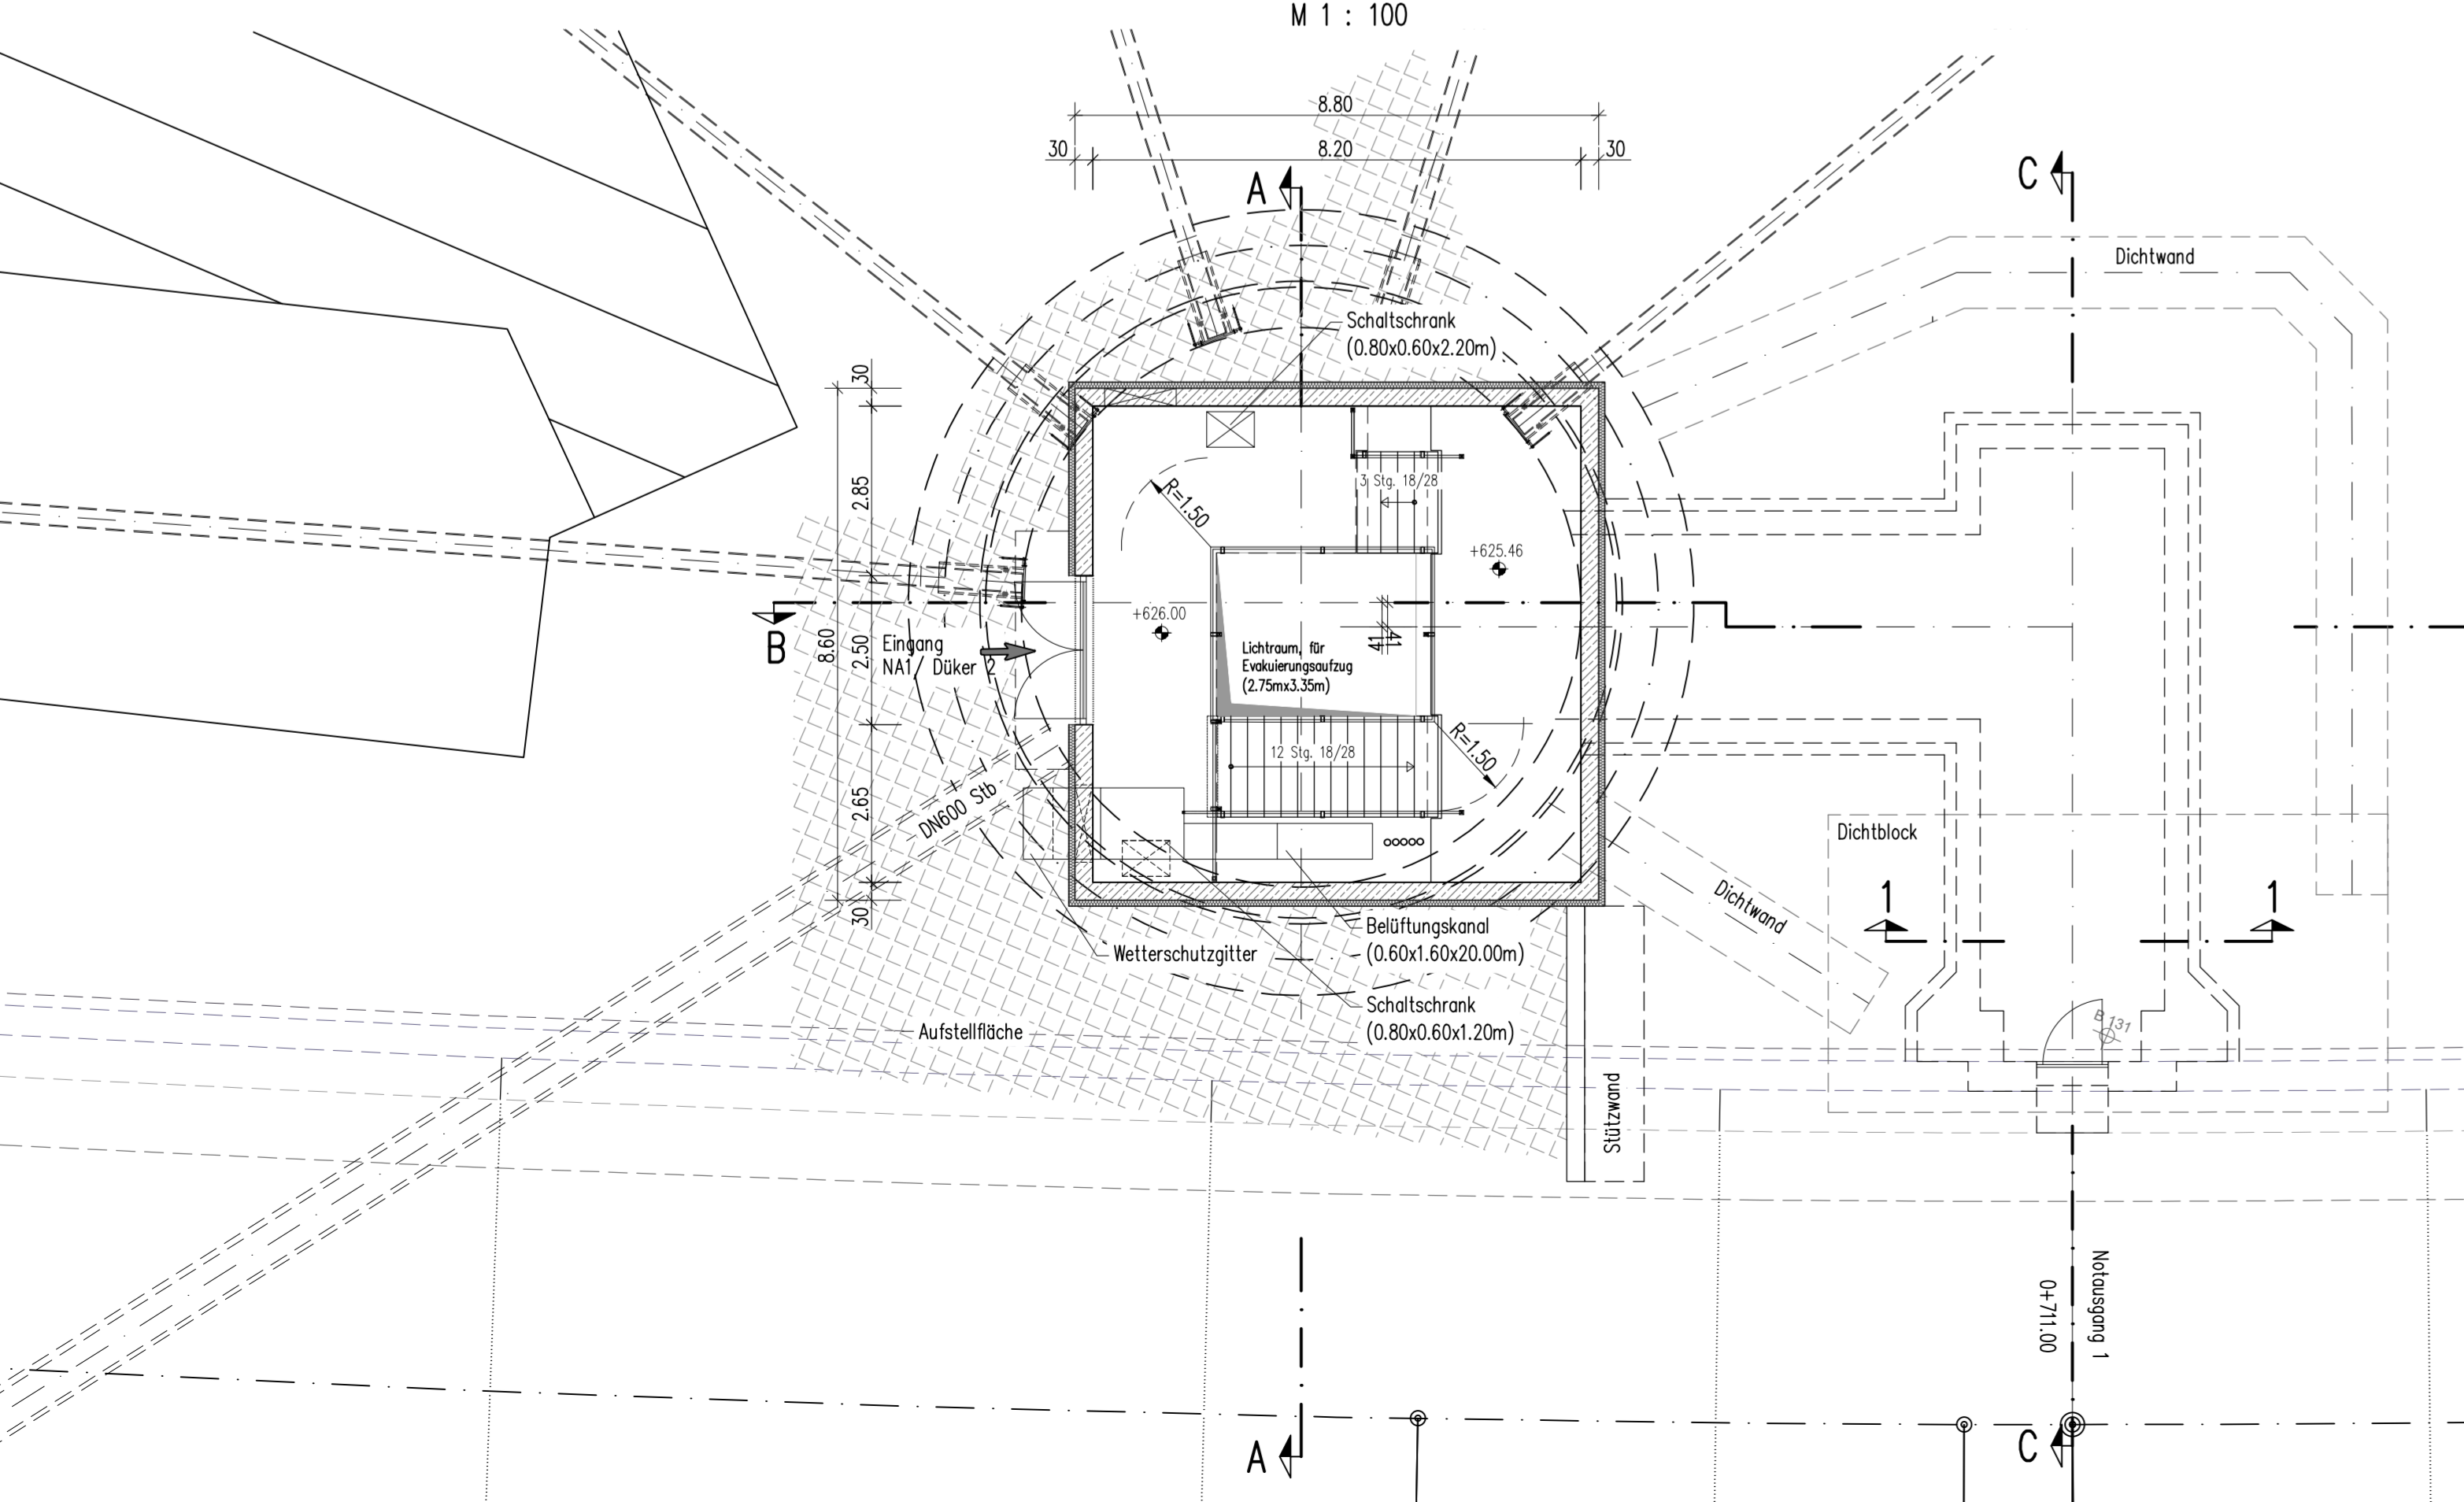 M 1 : 100
8.80
30
8.20
30
A
C
Dichtwand
Schaltschrank
(0.80x0.60x2.20m)
30
2.85
8.60
2.50
2.65
30
R=1.50
3 Stg. 18/28
+625.46
+626.00
B
Eingang
NA1, Düker 2
41
41
Lichtraum, für
Evakuierungsaufzug
(2.75mx3.35m)
R=1.50
12 Stg. 18/28
DN600 Stb
Dichtblock
Dichtwand
1
1
Belüftungskanal
(0.60x1.60x20.00m)
Wetterschutzgitter
Schaltschrank
(0.80x0.60x1.20m)
Aufstellfläche
B 131
Stützwand
Notausgang 1
0+711.00
A
C